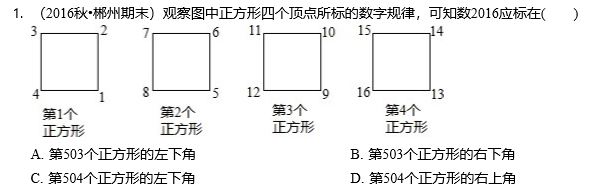 1. （2016秋•郴州期末）观察图中正方形四个顶点所标的数字规律，可知数2016应标在(　　)
3 2 7 6 11 10 15 14
4 1 8 5 12 9 16 13
第1个 第2个 第3个 第4个
正方形 正方形 正方形 正方形
A. 第503个正方形的左下角 B. 第503个正方形的右下角
C. 第504个正方形的左下角 D. 第504个正方形的右上角